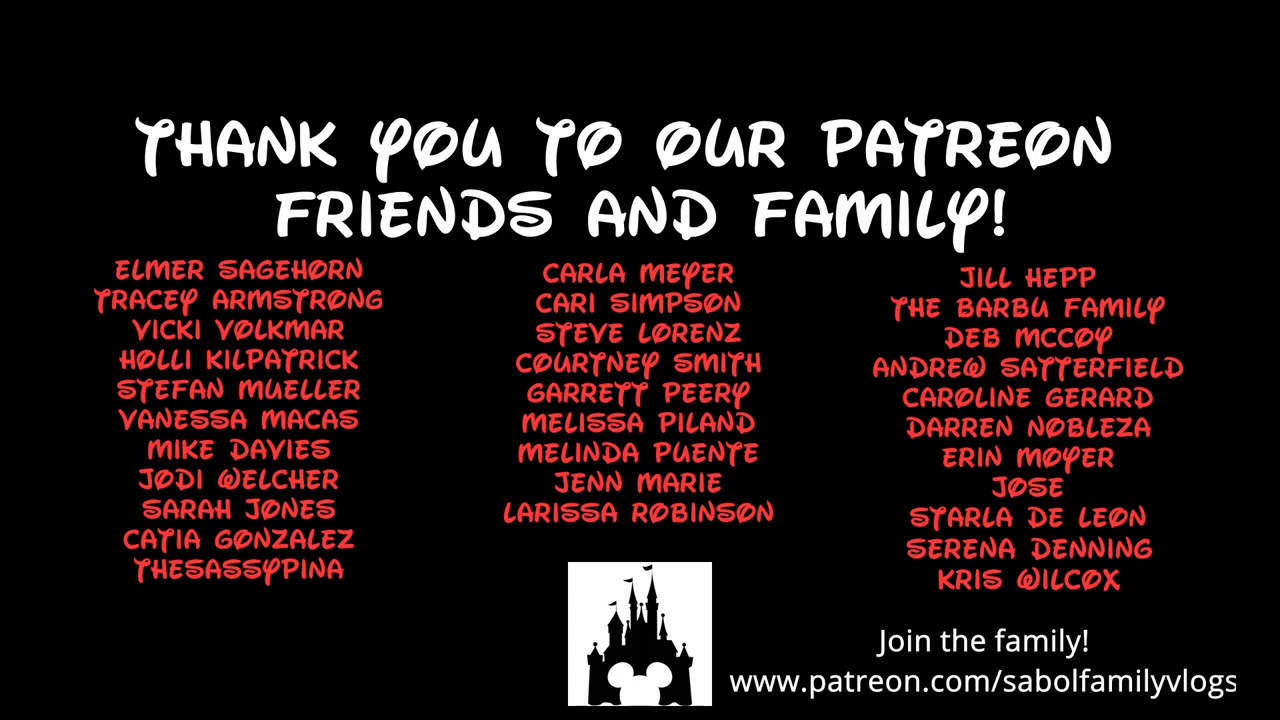 THANK YOU TO OUR PATREON
FRIENDS AND FAMILY!
ELMER SAGEHORN
TRACEY ARMSTRONG
VICKI VOLKMAR
HOLLI KILPATRICK
STEFAN MUELLER
VANESSA MACAS
MIKE DAVIES
JODI WELCHER
SARAH JONES
CATIA GONZALEZ
THESASSYPINA
CARLA MEYER
CARI SIMPSON
STEVE LORENZ
COURTNEY SMITH
GARRETT PEERY
MELISSA PILAND
MELINDA PUENTE
JENN MARIE
LARISSA ROBINSON
JILL HEPP
THE BARBU FAMILY
DEB MCCOY
ANDREW SATTERFIELD
CAROLINE GERARD
DARREN NOBLEZA
ERIN MOYER
JOSE
STARLA DE LEON
SERENA DENNING
KRIS WILCOX
Join the family!
www.patreon.com/sabolfamilyvlogs